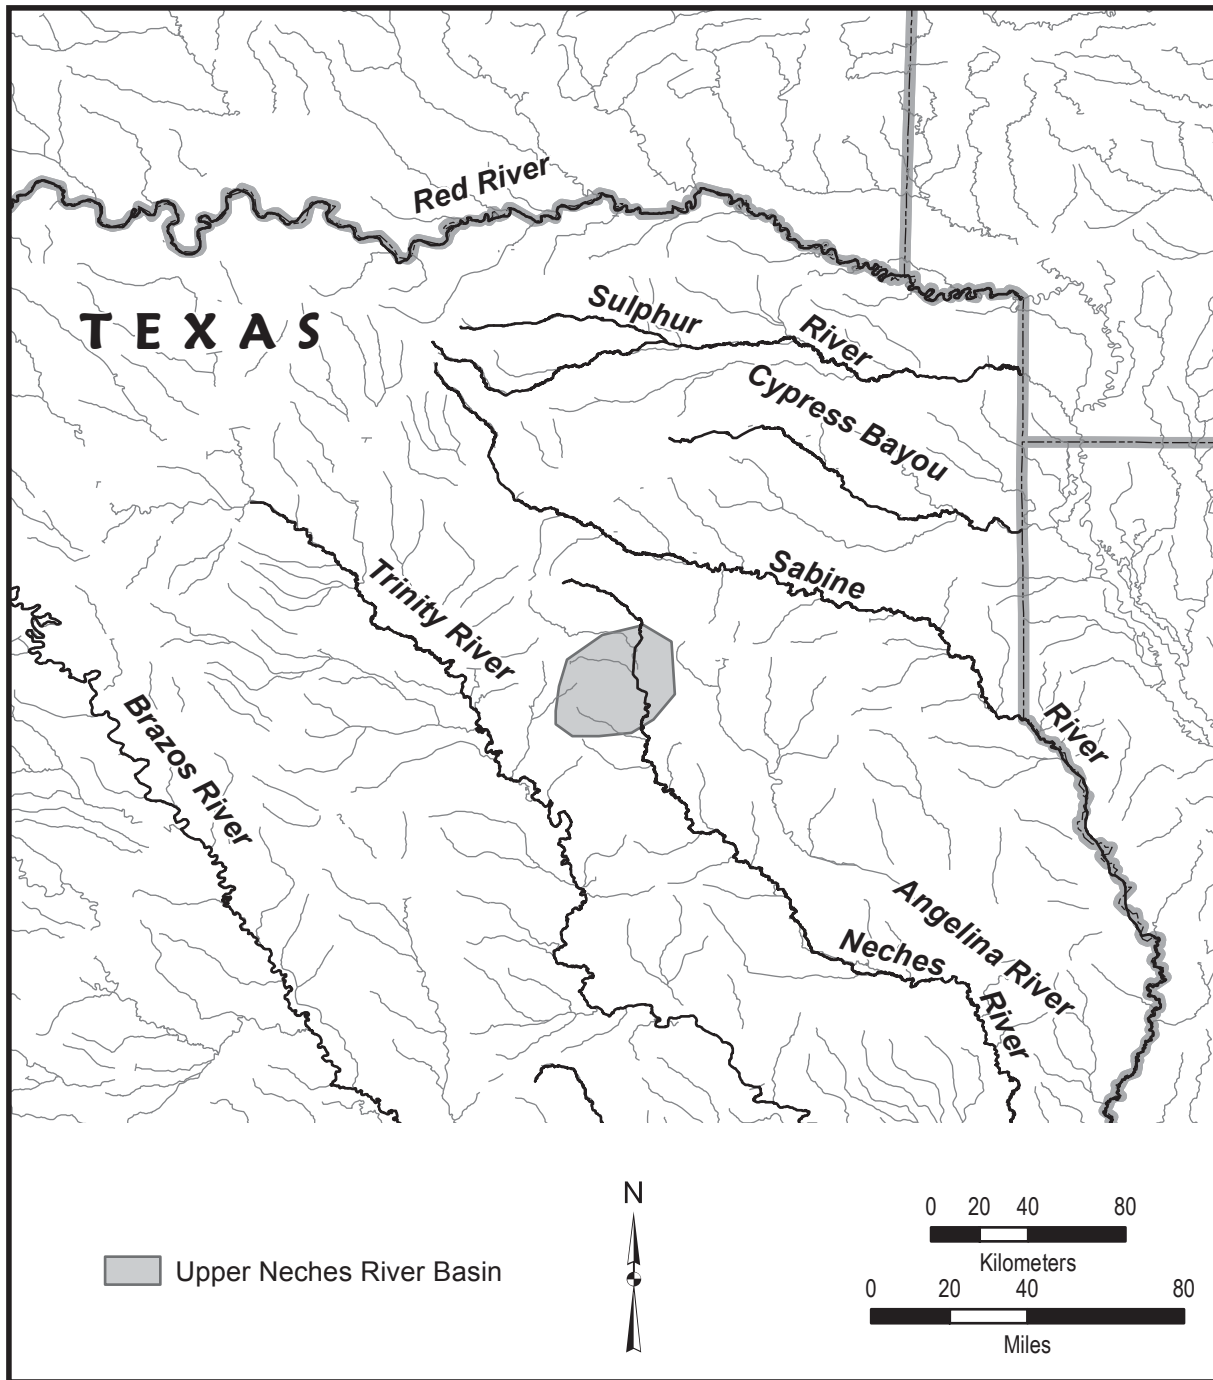 Red River
TEXAS
Sulphur
River
Cypress Bayou
Sabine
River
Trinity River
Brazos River
Angelina River
Neches
River
N
0 20 40 80
Kilometers
0 20 40 80
Miles
Upper Neches River Basin